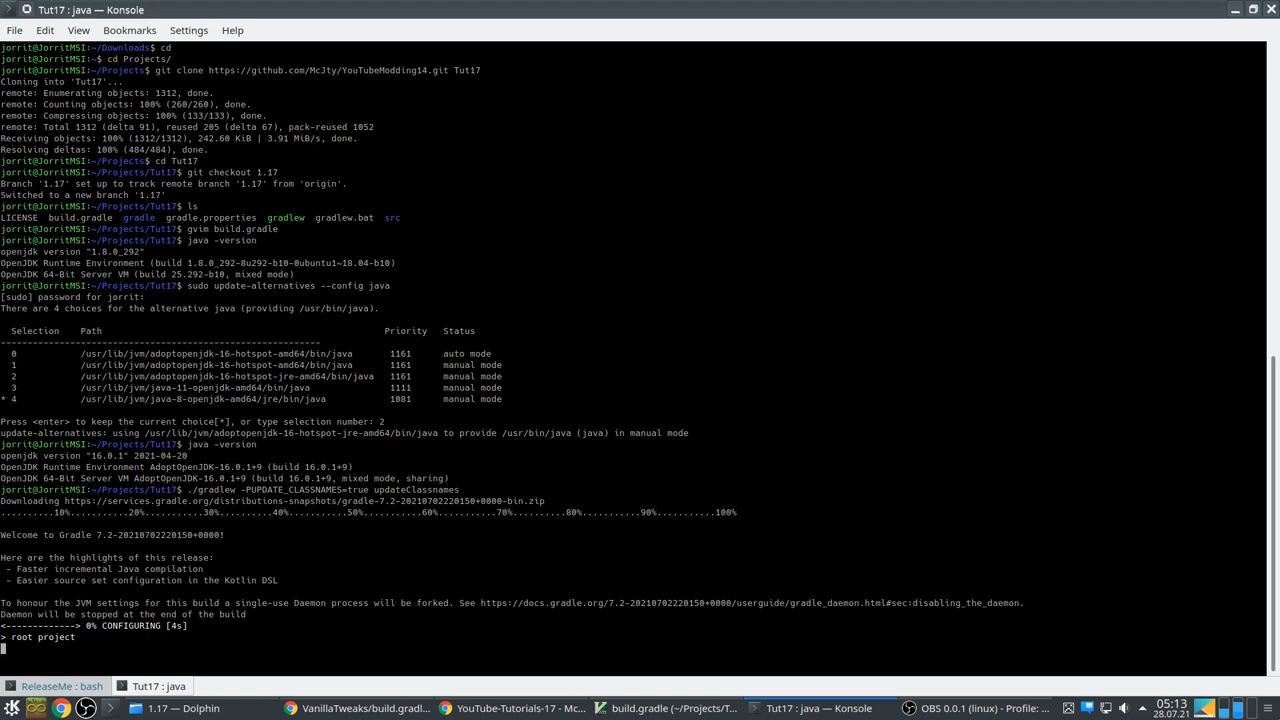 Tut17 : java — Konsole
File Edit View Bookmarks Settings Help
jorrit@JorritMSI:~/Downloads$ cd
jorrit@JorritMSI:~$ cd Projects/
jorrit@JorritMSI:~/Projects$ git clone https://github.com/McJty/YouTubeModding14.git Tut17
Cloning into 'Tut17'...
remote: Enumerating objects: 1312, done.
remote: Counting objects: 100% (260/260), done.
remote: Compressing objects: 100% (133/133), done.
remote: Total 1312 (delta 91), reused 205 (delta 67), pack-reused 1052
Receiving objects: 100% (1312/1312), 242.60 KiB | 3.91 MiB/s, done.
Resolving deltas: 100% (484/484), done.
jorrit@JorritMSI:~/Projects$ cd Tut17
jorrit@JorritMSI:~/Projects/Tut17$ git checkout 1.17
Branch '1.17' set up to track remote branch '1.17' from 'origin'.
Switched to a new branch '1.17'
jorrit@JorritMSI:~/Projects/Tut17$ ls
LICENSE build.gradle gradle gradle.properties gradlew gradlew.bat src
jorrit@JorritMSI:~/Projects/Tut17$ gvim build.gradle
jorrit@JorritMSI:~/Projects/Tut17$ java -version
openjdk version "1.8.0_292"
OpenJDK Runtime Environment (build 1.8.0_292-8u292-b10-0ubuntu1~18.04-b10)
OpenJDK 64-Bit Server VM (build 25.292-b10, mixed mode)
jorrit@JorritMSI:~/Projects/Tut17$ sudo update-alternatives --config java
[sudo] password for jorrit:
There are 4 choices for the alternative java (providing /usr/bin/java).
Selection Path Priority Status
------------------------------------------------------------
0 /usr/lib/jvm/adoptopenjdk-16-hotspot-amd64/bin/java 1161 auto mode
1 /usr/lib/jvm/adoptopenjdk-16-hotspot-amd64/bin/java 1161 manual mode
2 /usr/lib/jvm/adoptopenjdk-16-hotspot-jre-amd64/bin/java 1161 manual mode
3 /usr/lib/jvm/java-11-openjdk-amd64/bin/java 1111 manual mode
* 4 /usr/lib/jvm/java-8-openjdk-amd64/jre/bin/java 1081 manual mode
Press <enter> to keep the current choice[*], or type selection number: 2
update-alternatives: using /usr/lib/jvm/adoptopenjdk-16-hotspot-jre-amd64/bin/java to provide /usr/bin/java (java) in manual mode
jorrit@JorritMSI:~/Projects/Tut17$ java -version
openjdk version "16.0.1" 2021-04-20
OpenJDK Runtime Environment AdoptOpenJDK-16.0.1+9 (build 16.0.1+9)
OpenJDK 64-Bit Server VM AdoptOpenJDK-16.0.1+9 (build 16.0.1+9, mixed mode, sharing)
jorrit@JorritMSI:~/Projects/Tut17$ ./gradlew -PUPDATE_CLASSNAMES=true updateClassnames
Downloading https://services.gradle.org/distributions-snapshots/gradle-7.2-20210702220150+0000-bin.zip
..........10%..........20%..........30%..........40%..........50%..........60%..........70%..........80%..........90%..........100%
Welcome to Gradle 7.2-20210702220150+0000!
Here are the highlights of this release:
- Faster incremental Java compilation
- Easier source set configuration in the Kotlin DSL
To honour the JVM settings for this build a single-use Daemon process will be forked. See https://docs.gradle.org/7.2-20210702220150+0000/userguide/gradle_daemon.html#sec:disabling_the_daemon.
Daemon will be stopped at the end of the build
<-------------> 0% CONFIGURING [4s]
> root project
ReleaseMe : bash Tut17 : java
1.17 — Dolphin VanillaTweaks/build.gradl... YouTube-Tutorials-17 - Mc... build.gradle (~/Projects/T... Tut17 : java — Konsole OBS 0.0.1 (linux) - Profile: ... 05:13
28.07.21